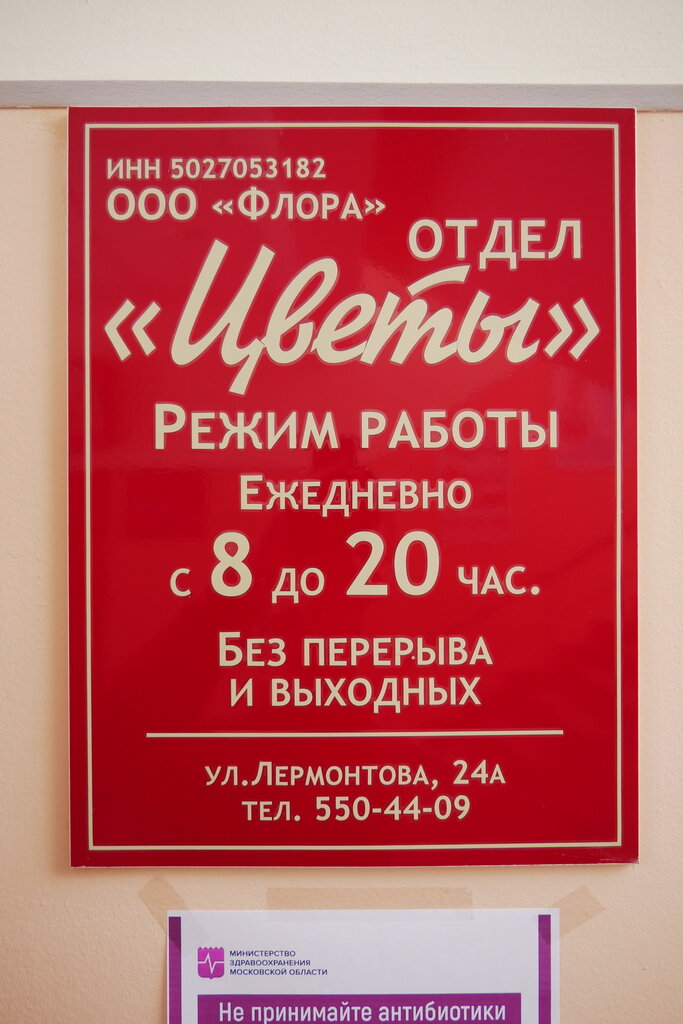 ИНН 5027053182
ООО «Флора»
ОТДЕЛ
«Цветы»
Режим работы
Ежедневно
с 8 до 20 час.
Без перерыва
и выходных
ул.Лермонтова, 24а
тел. 550-44-09
МИНИСТЕРСТВО
ЗДРАВООХРАНЕНИЯ
МОСКОВСКОЙ ОБЛАСТИ
Не принимайте антибиотики